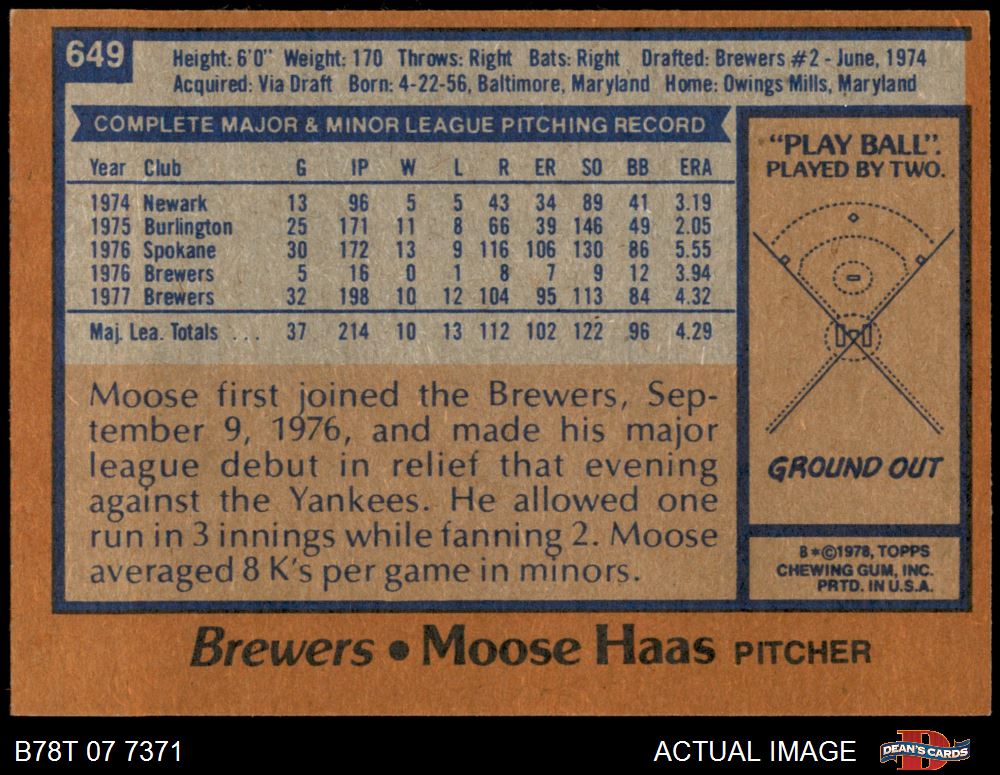 649
Height: 6'0" Weight: 170 Throws: Right Bats: Right Drafted: Brewers #2 - June, 1974
Acquired: Via Draft Born: 4-22-56, Baltimore, Maryland Home: Owings Mills, Maryland
COMPLETE MAJOR & MINOR LEAGUE PITCHING RECORD
Year Club G IP W L R ER SO BB ERA
1974 Newark 13 96 5 5 43 34 89 41 3.19
1975 Burlington 25 171 11 8 66 39 146 49 2.05
1976 Spokane 30 172 13 9 116 106 130 86 5.55
1976 Brewers 5 16 0 1 8 7 9 12 3.94
1977 Brewers 32 198 10 12 104 95 113 84 4.32
Maj. Lea. Totals ... 37 214 10 13 112 102 122 96 4.29
Moose first joined the Brewers, Sep-
tember 9, 1976, and made his major
league debut in relief that evening
against the Yankees. He allowed one
run in 3 innings while fanning 2. Moose
averaged 8 K's per game in minors.
"PLAY BALL".
PLAYED BY TWO.
GROUND OUT
B*©1978, TOPPS
CHEWING GUM, INC.
PRTD. IN U.S.A.
Brewers • Moose Haas PITCHER
B78T 07 7371
ACTUAL IMAGE
D
DEAN'S CARDS